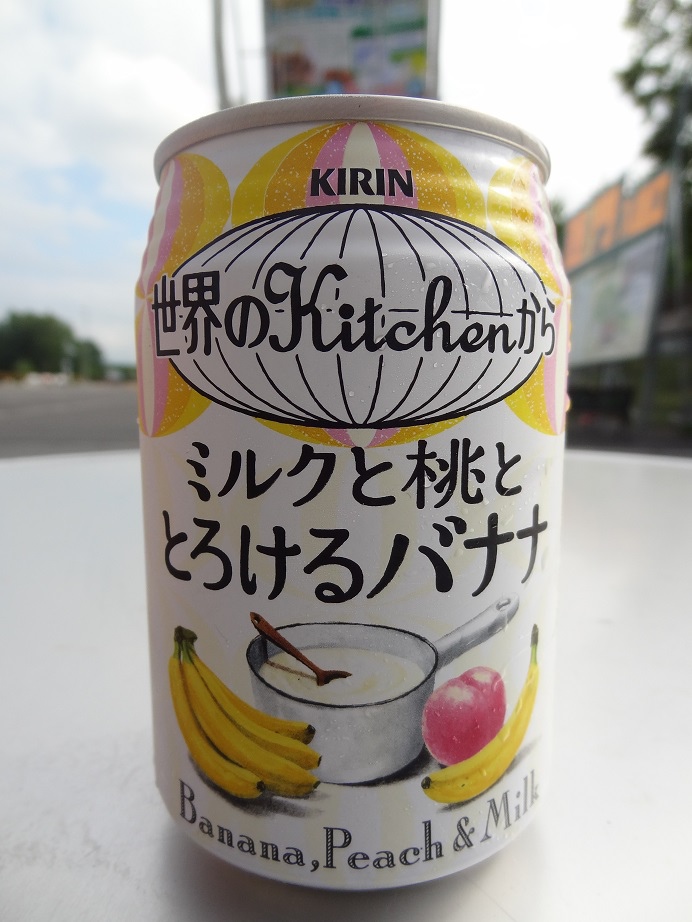 KIRIN
世界のKitchenから
ミルクと桃と
とろけるバナナ
Banana, Peach & Milk